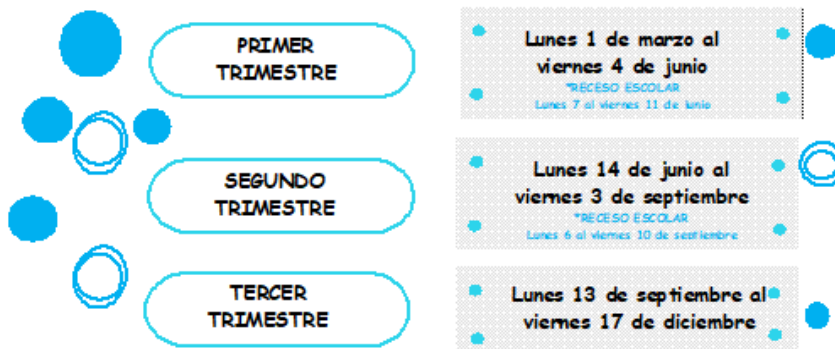 PRIMER
TRIMESTRE
Lunes 1 de marzo al
viernes 4 de junio
*RECESO ESCOLAR
Lunes 7 al viernes 11 de junio
SEGUNDO
TRIMESTRE
Lunes 14 de junio al
viernes 3 de septiembre
*RECESO ESCOLAR
Lunes 6 al viernes 10 de septiembre
TERCER
TRIMESTRE
Lunes 13 de septiembre al
viernes 17 de diciembre